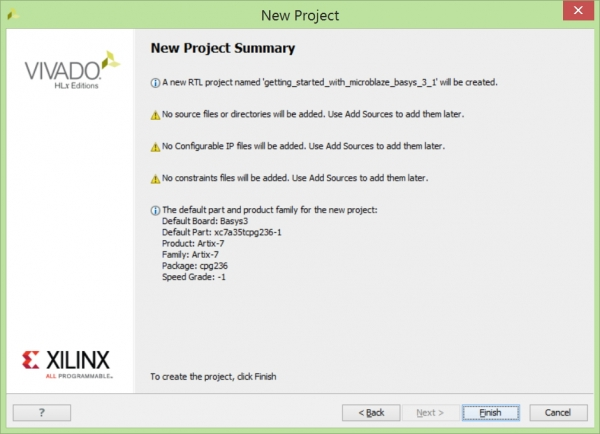 New Project
VIVADO.
HLx Editions
New Project Summary
A new RTL project named 'getting_started_with_microblaze_basys_3_1' will be created.
No source files or directories will be added. Use Add Sources to add them later.
No Configurable IP files will be added. Use Add Sources to add them later.
No constraints files will be added. Use Add Sources to add them later.
The default part and product family for the new project:
Default Board: Basys3
Default Part: xc7a35tcpg236-1
Product: Artix-7
Family: Artix-7
Package: cpg236
Speed Grade: -1
XILINX
ALL PROGRAMMABLE™
To create the project, click Finish
?
< Back
Next >
Finish
Cancel